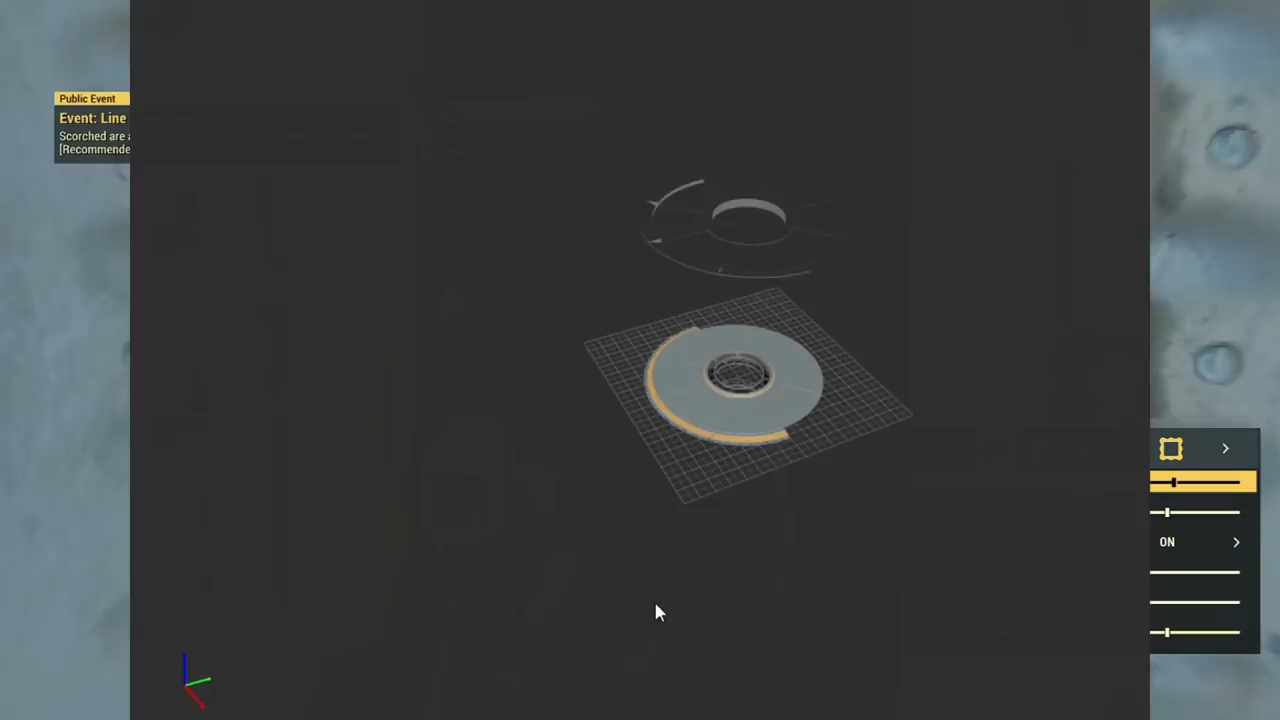 Public Event
Event: Line
Scorched are
[Recommende
ON